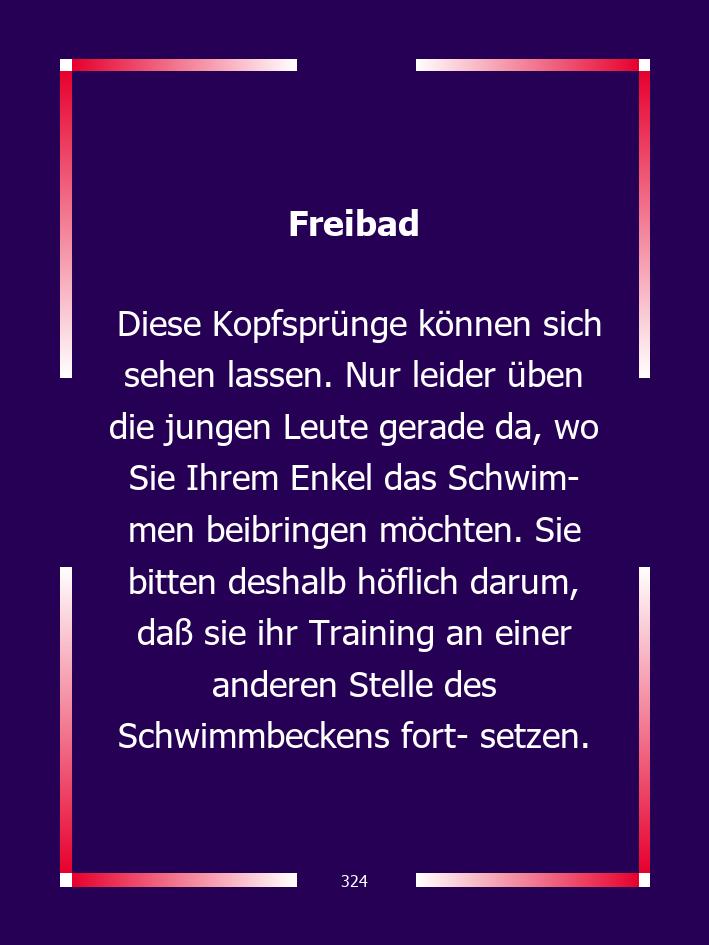 Freibad
Diese Kopfsprünge können sich
sehen lassen. Nur leider üben
die jungen Leute gerade da, wo
Sie Ihrem Enkel das Schwim-
men beibringen möchten. Sie
bitten deshalb höflich darum,
daß sie ihr Training an einer
anderen Stelle des
Schwimmbeckens fort- setzen.
324